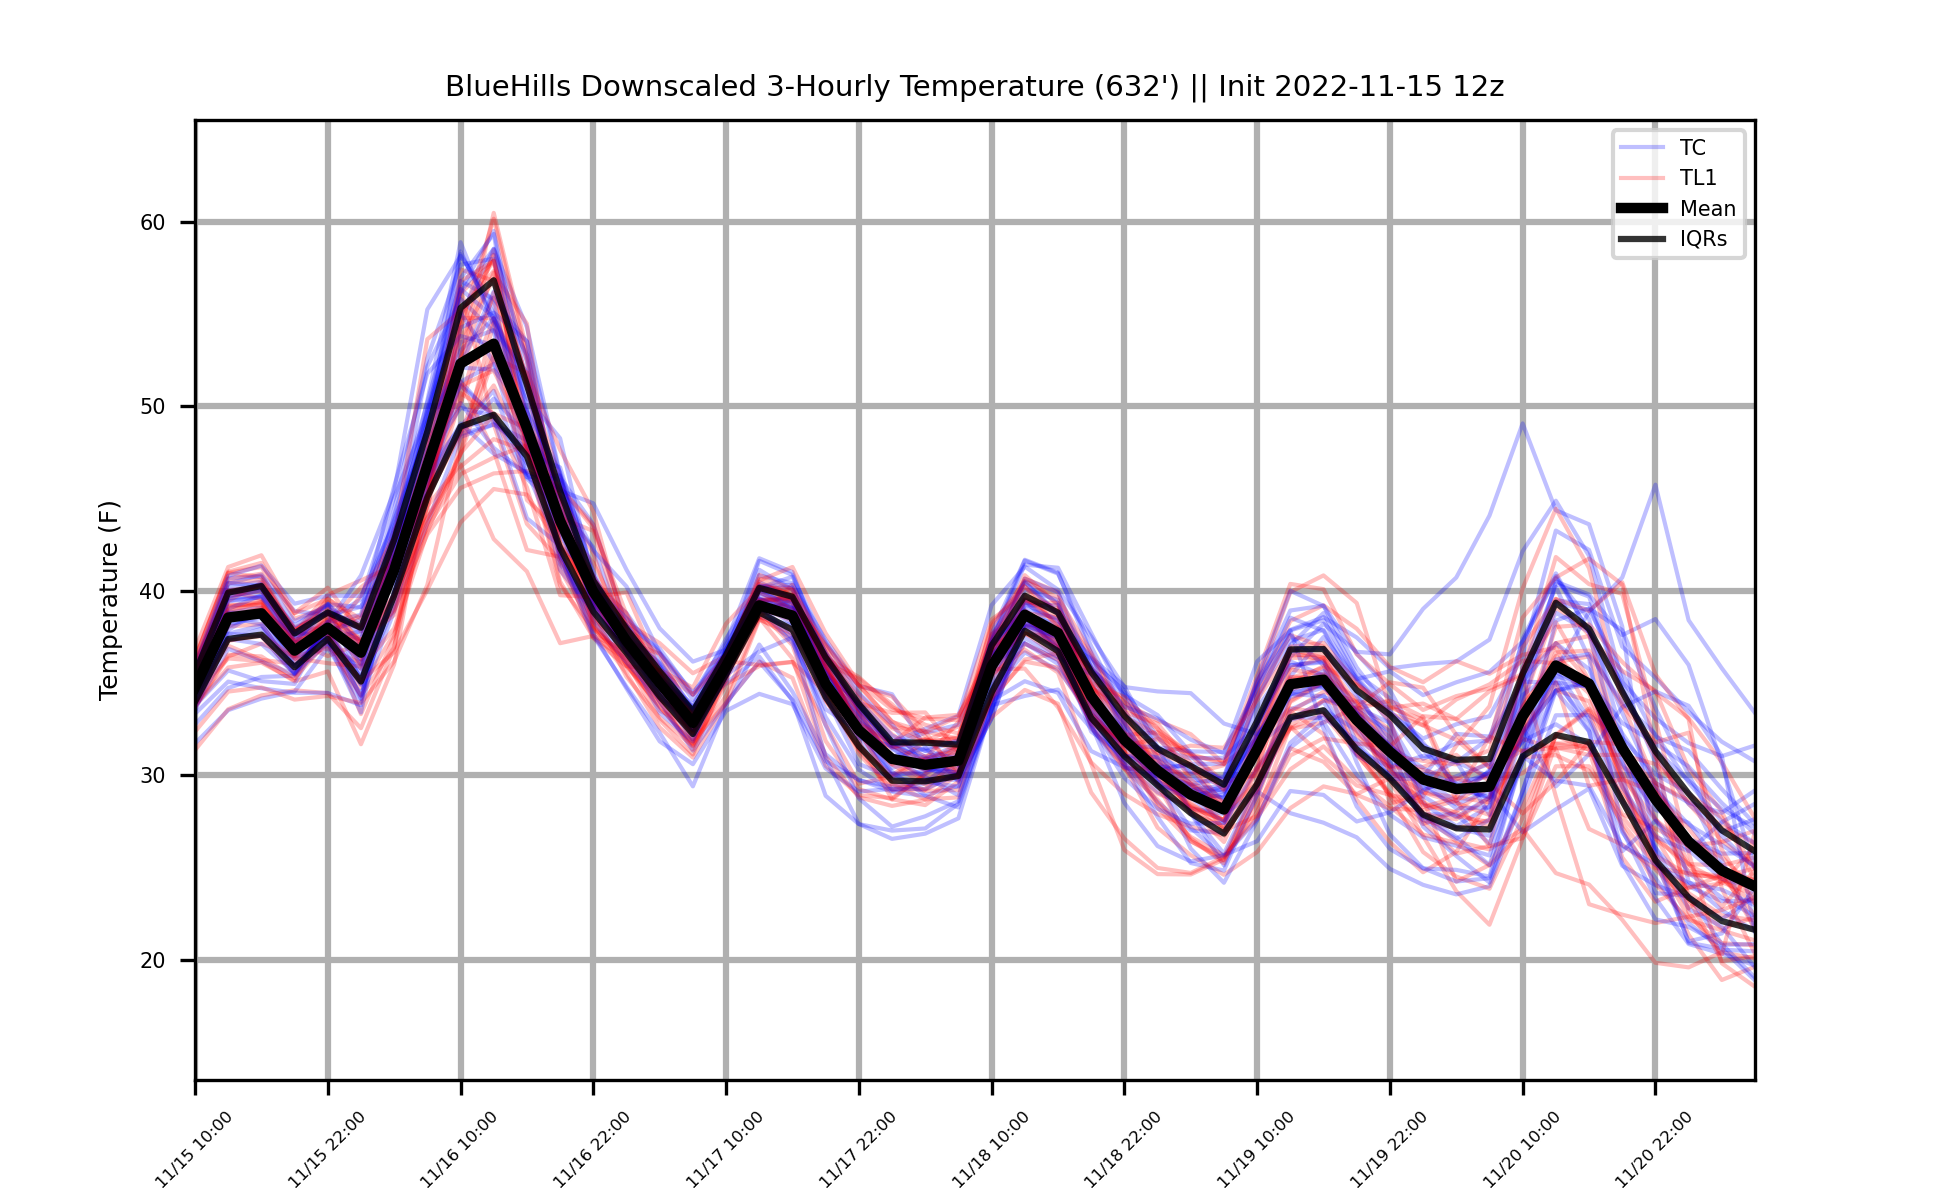 BlueHills Downscaled 3-Hourly Temperature (632') || Init 2022-11-15 12z
TC
TL1
Mean
IQRs
Temperature (F)
60
50
40
30
20
11/15 10:00
11/15 22:00
11/16 10:00
11/16 22:00
11/17 10:00
11/17 22:00
11/18 10:00
11/18 22:00
11/19 10:00
11/19 22:00
11/20 10:00
11/20 22:00